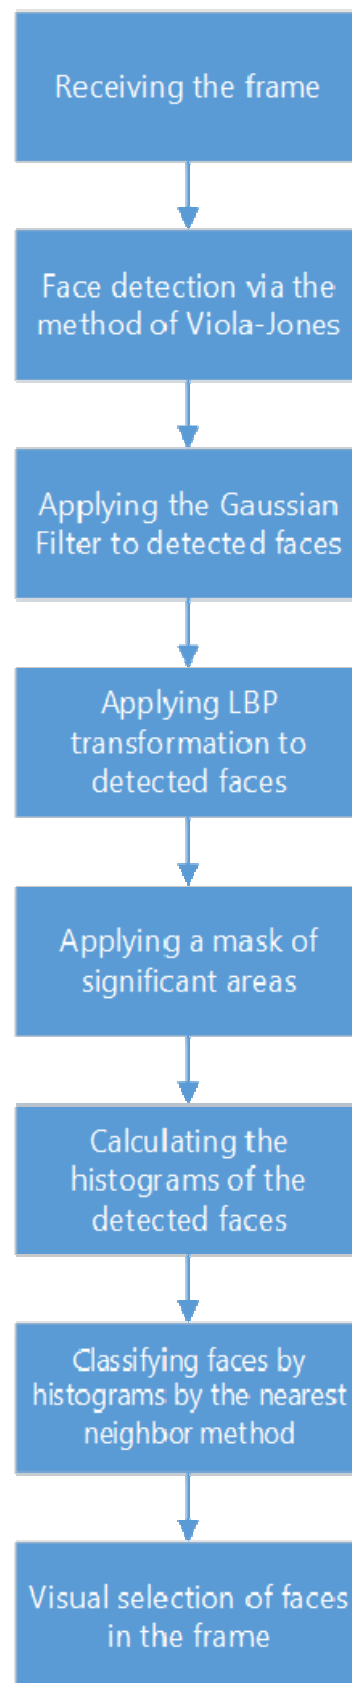 Receiving the frame
Face detection via the
method of Viola-Jones
Applying the Gaussian
Filter to detected faces
Applying LBP
transformation to
detected faces
Applying a mask of
significant areas
Calculating the
histograms of the
detected faces
Classifying faces by
histograms by the nearest
neighbor method
Visual selection of faces
in the frame